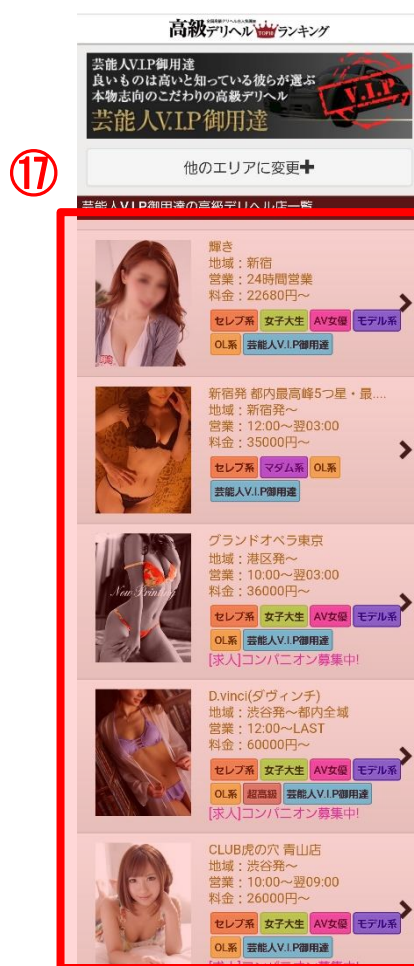 高級デリヘルTOP10ランキング
芸能人V.I.P御用達
良いものは高いと知っている彼らが選ぶ
本物志向のこだわりの高級デリヘル
芸能人V.I.P御用達
V.I.P
他のエリアに変更+
⑰
芸能人V.I.P御用達の高級デリヘル店一覧
輝き
地域：新宿
営業：24時間営業
料金：22680円～
セレブ系 女子大生 AV女優 モデル系
OL系 芸能人V.I.P御用達
新宿発 都内最高峰5つ星・最....
地域：新宿発～
営業：12:00～翌03:00
料金：35000円～
セレブ系 マダム系 OL系
芸能人V.I.P御用達
グランドオペラ東京
地域：港区発～
営業：10:00～翌03:00
料金：36000円～
セレブ系 女子大生 AV女優 モデル系
OL系 芸能人V.I.P御用達
[求人]コンパニオン募集中!
D.vinci(ダヴィンチ)
地域：渋谷発～都内全域
営業：12:00～LAST
料金：60000円～
セレブ系 女子大生 AV女優 モデル系
OL系 超高級 芸能人V.I.P御用達
[求人]コンパニオン募集中!
CLUB虎の穴 青山店
地域：渋谷発～
営業：10:00～翌09:00
料金：26000円～
セレブ系 女子大生 AV女優 モデル系
OL系 芸能人V.I.P御用達